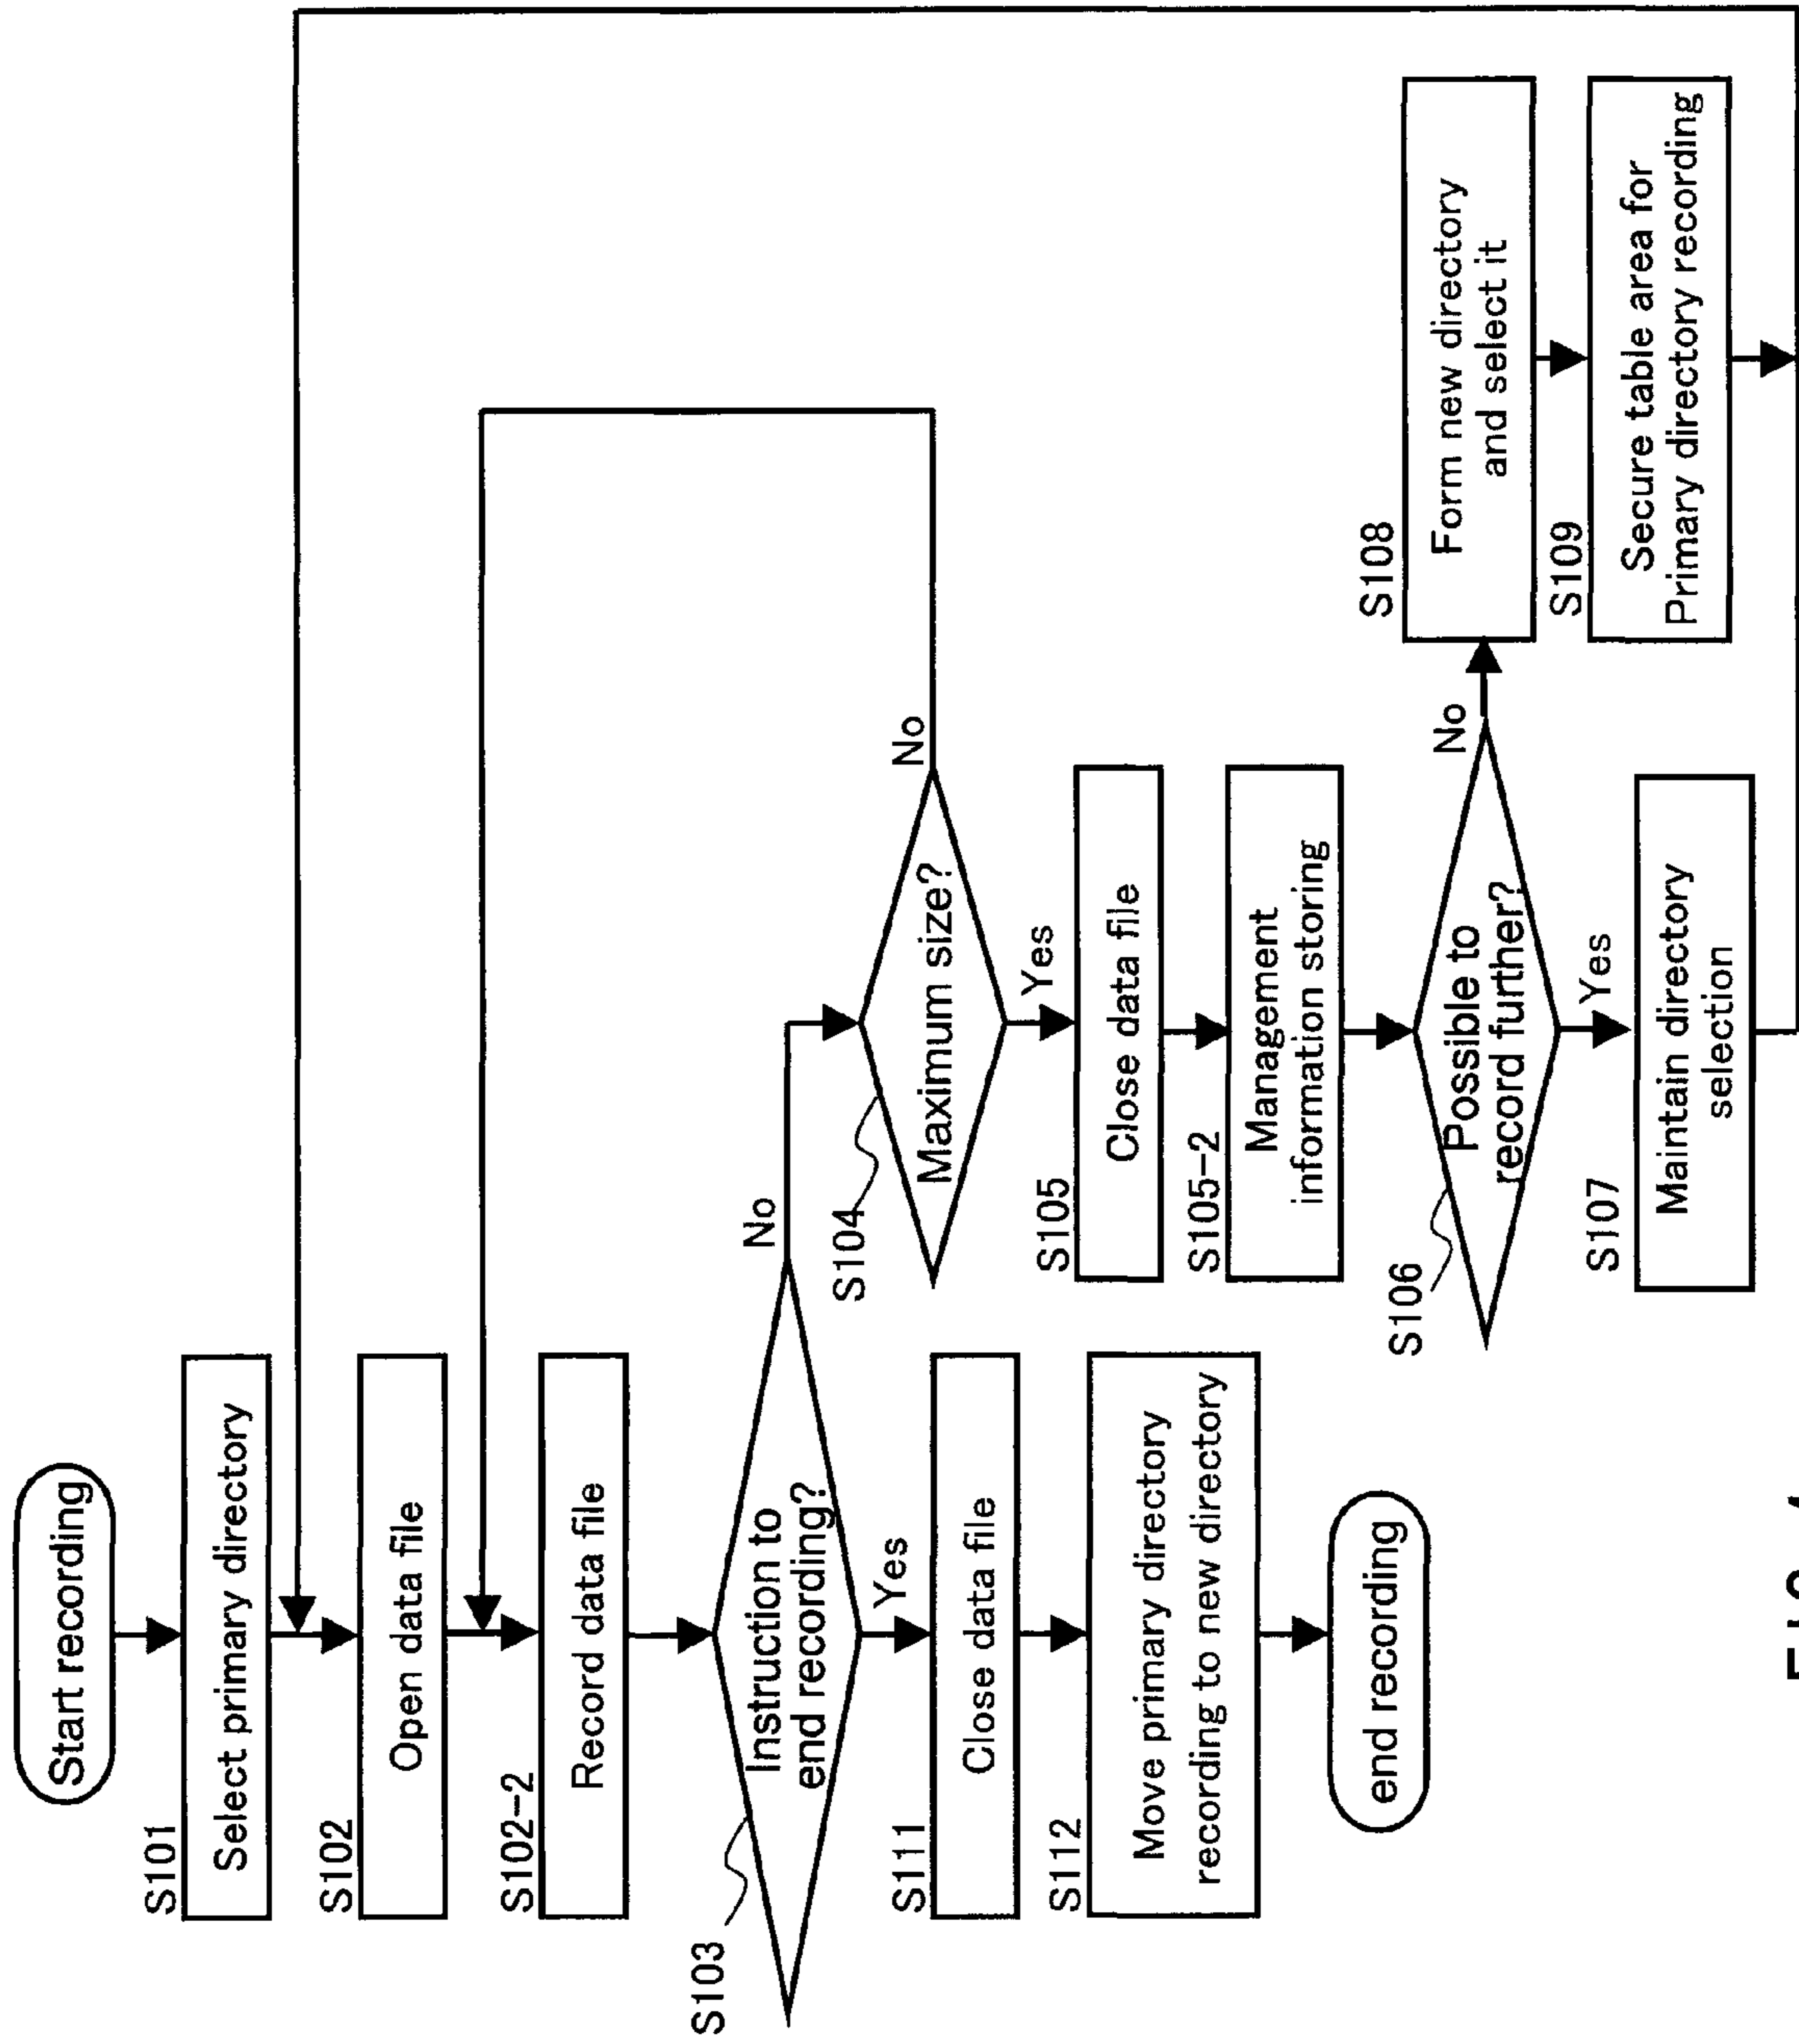 Start recording
S101
Select primary directory
S102
Open data file
S102-2
Record data file
S103
Instruction to
end recording?
No
Yes
S111
Close data file
S112
Move primary directory
recording to new directory
end recording
S104
Maximum size?
No
Yes
S105
Close data file
S105-2
Management
information storing
S106
Possible to
record further?
No
Yes
S107
Maintain directory
selection
S108
Form new directory
and select it
S109
Secure table area for
Primary directory recording